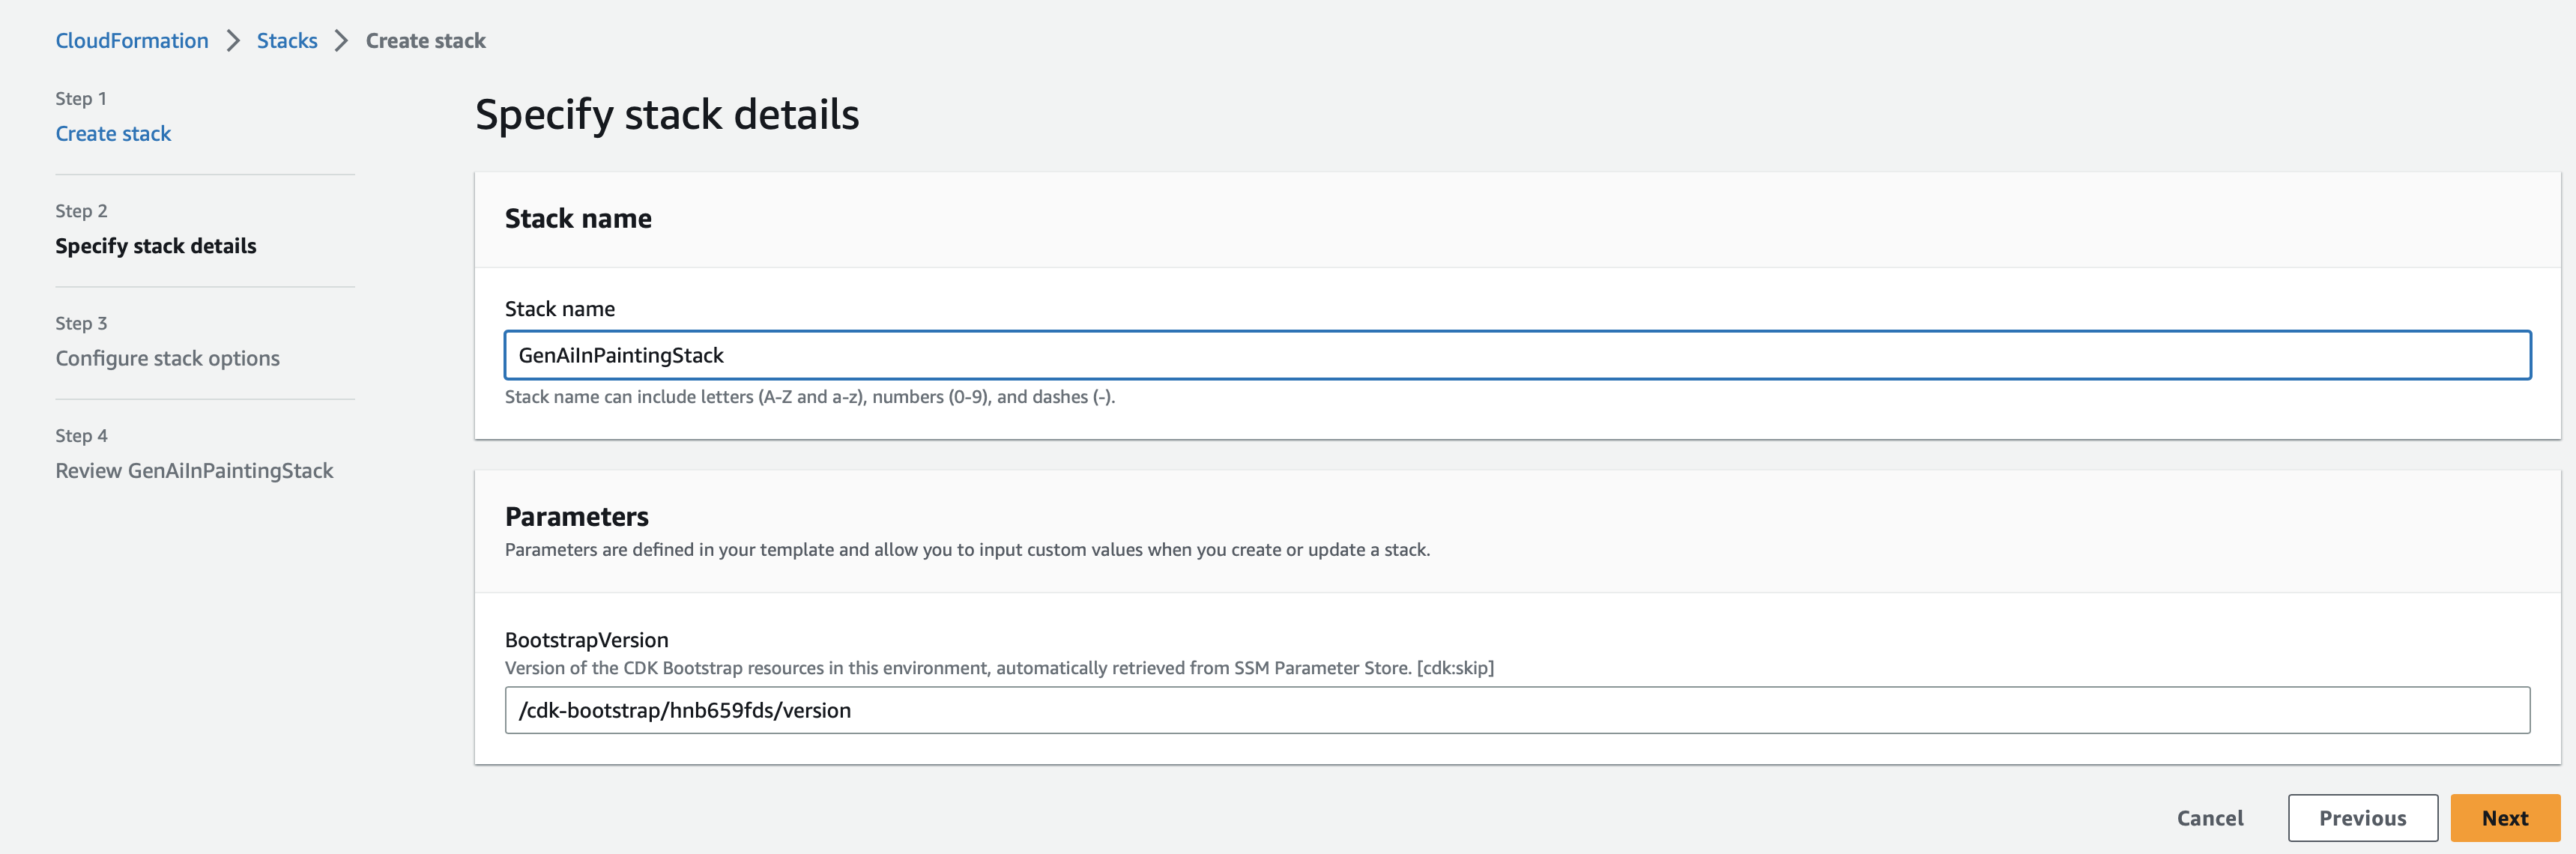 CloudFormation > Stacks > Create stack
Step 1
Create stack
Step 2
Specify stack details
Step 3
Configure stack options
Step 4
Review GenAiInPaintingStack
Specify stack details
Stack name
Stack name
GenAiInPaintingStack
Stack name can include letters (A-Z and a-z), numbers (0-9), and dashes (-).
Parameters
Parameters are defined in your template and allow you to input custom values when you create or update a stack.
BootstrapVersion
Version of the CDK Bootstrap resources in this environment, automatically retrieved from SSM Parameter Store. [cdk:skip]
/cdk-bootstrap/hnb659fds/version
Cancel Previous Next